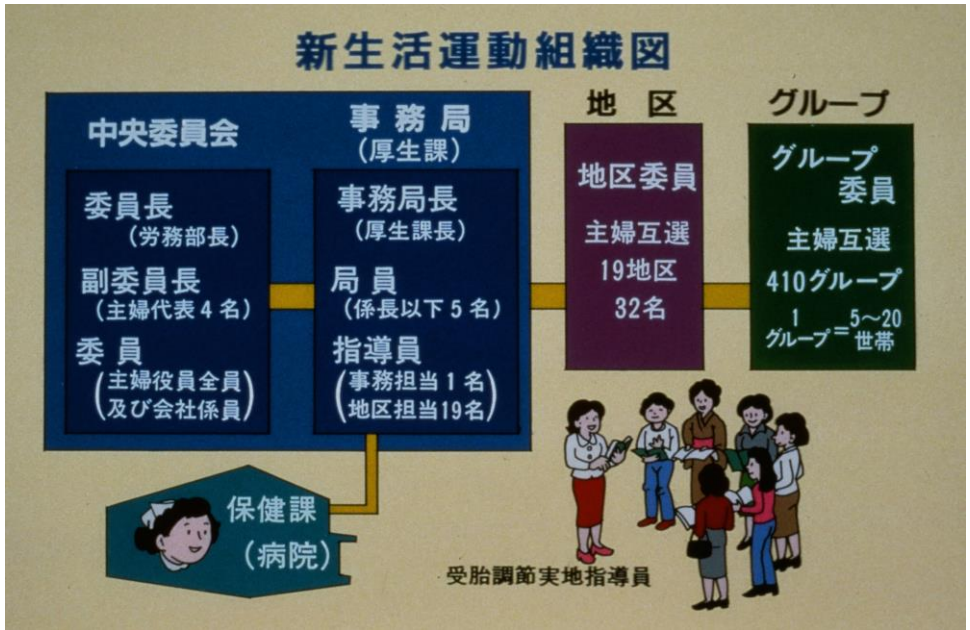 新生活運動組織図
中央委員会
委員長
(労務部長)
副委員長
(主婦代表4名)
委員
(主婦役員全員
及び会社係員)
事務局
(厚生課)
事務局長
(厚生課長)
局員
(係長以下5名)
指導員
(事務担当1名
地区担当19名)
地区
地区委員
主婦互選
19地区
32名
グループ
グループ
委員
主婦互選
410グループ
1
グループ=5～20
世帯
保健課
(病院)
受胎調節実地指導員